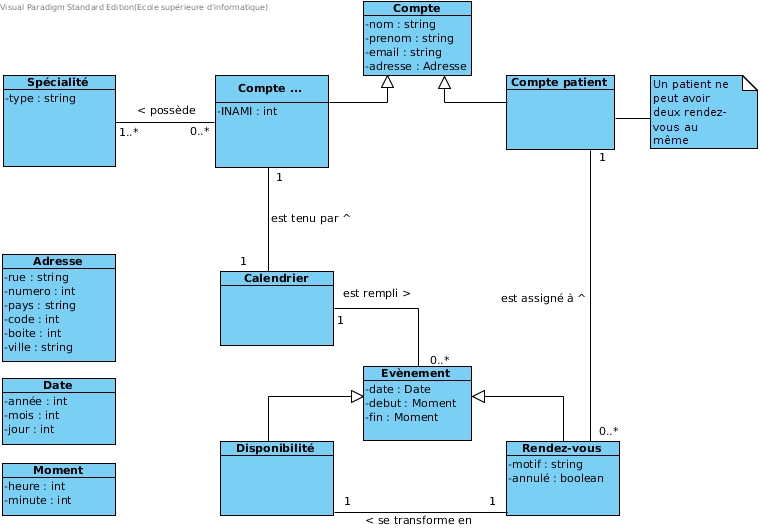 Visual Paradigm Standard Edition(Ecole supérieure d'informatique)
Compte
-nom : string
-prenom : string
-email : string
-adresse : Adresse
Spécialité
-type : string
< possède
1..*
0..*
Compte ...
-INAMI : int
Compte patient
Un patient ne
peut avoir
deux rendez-
vous au
même
1
est tenu par ^
1
1
est assigné à ^
0..*
Adresse
-rue : string
-numero : int
-pays : string
-code : int
-boite : int
-ville : string
Calendrier
est rempli >
1
0..*
Evènement
-date : Date
-debut : Moment
-fin : Moment
Date
-année : int
-mois : int
-jour : int
Moment
-heure : int
-minute : int
Disponibilité
Rendez-vous
-motif : string
-annulé : boolean
1
1
< se transforme en